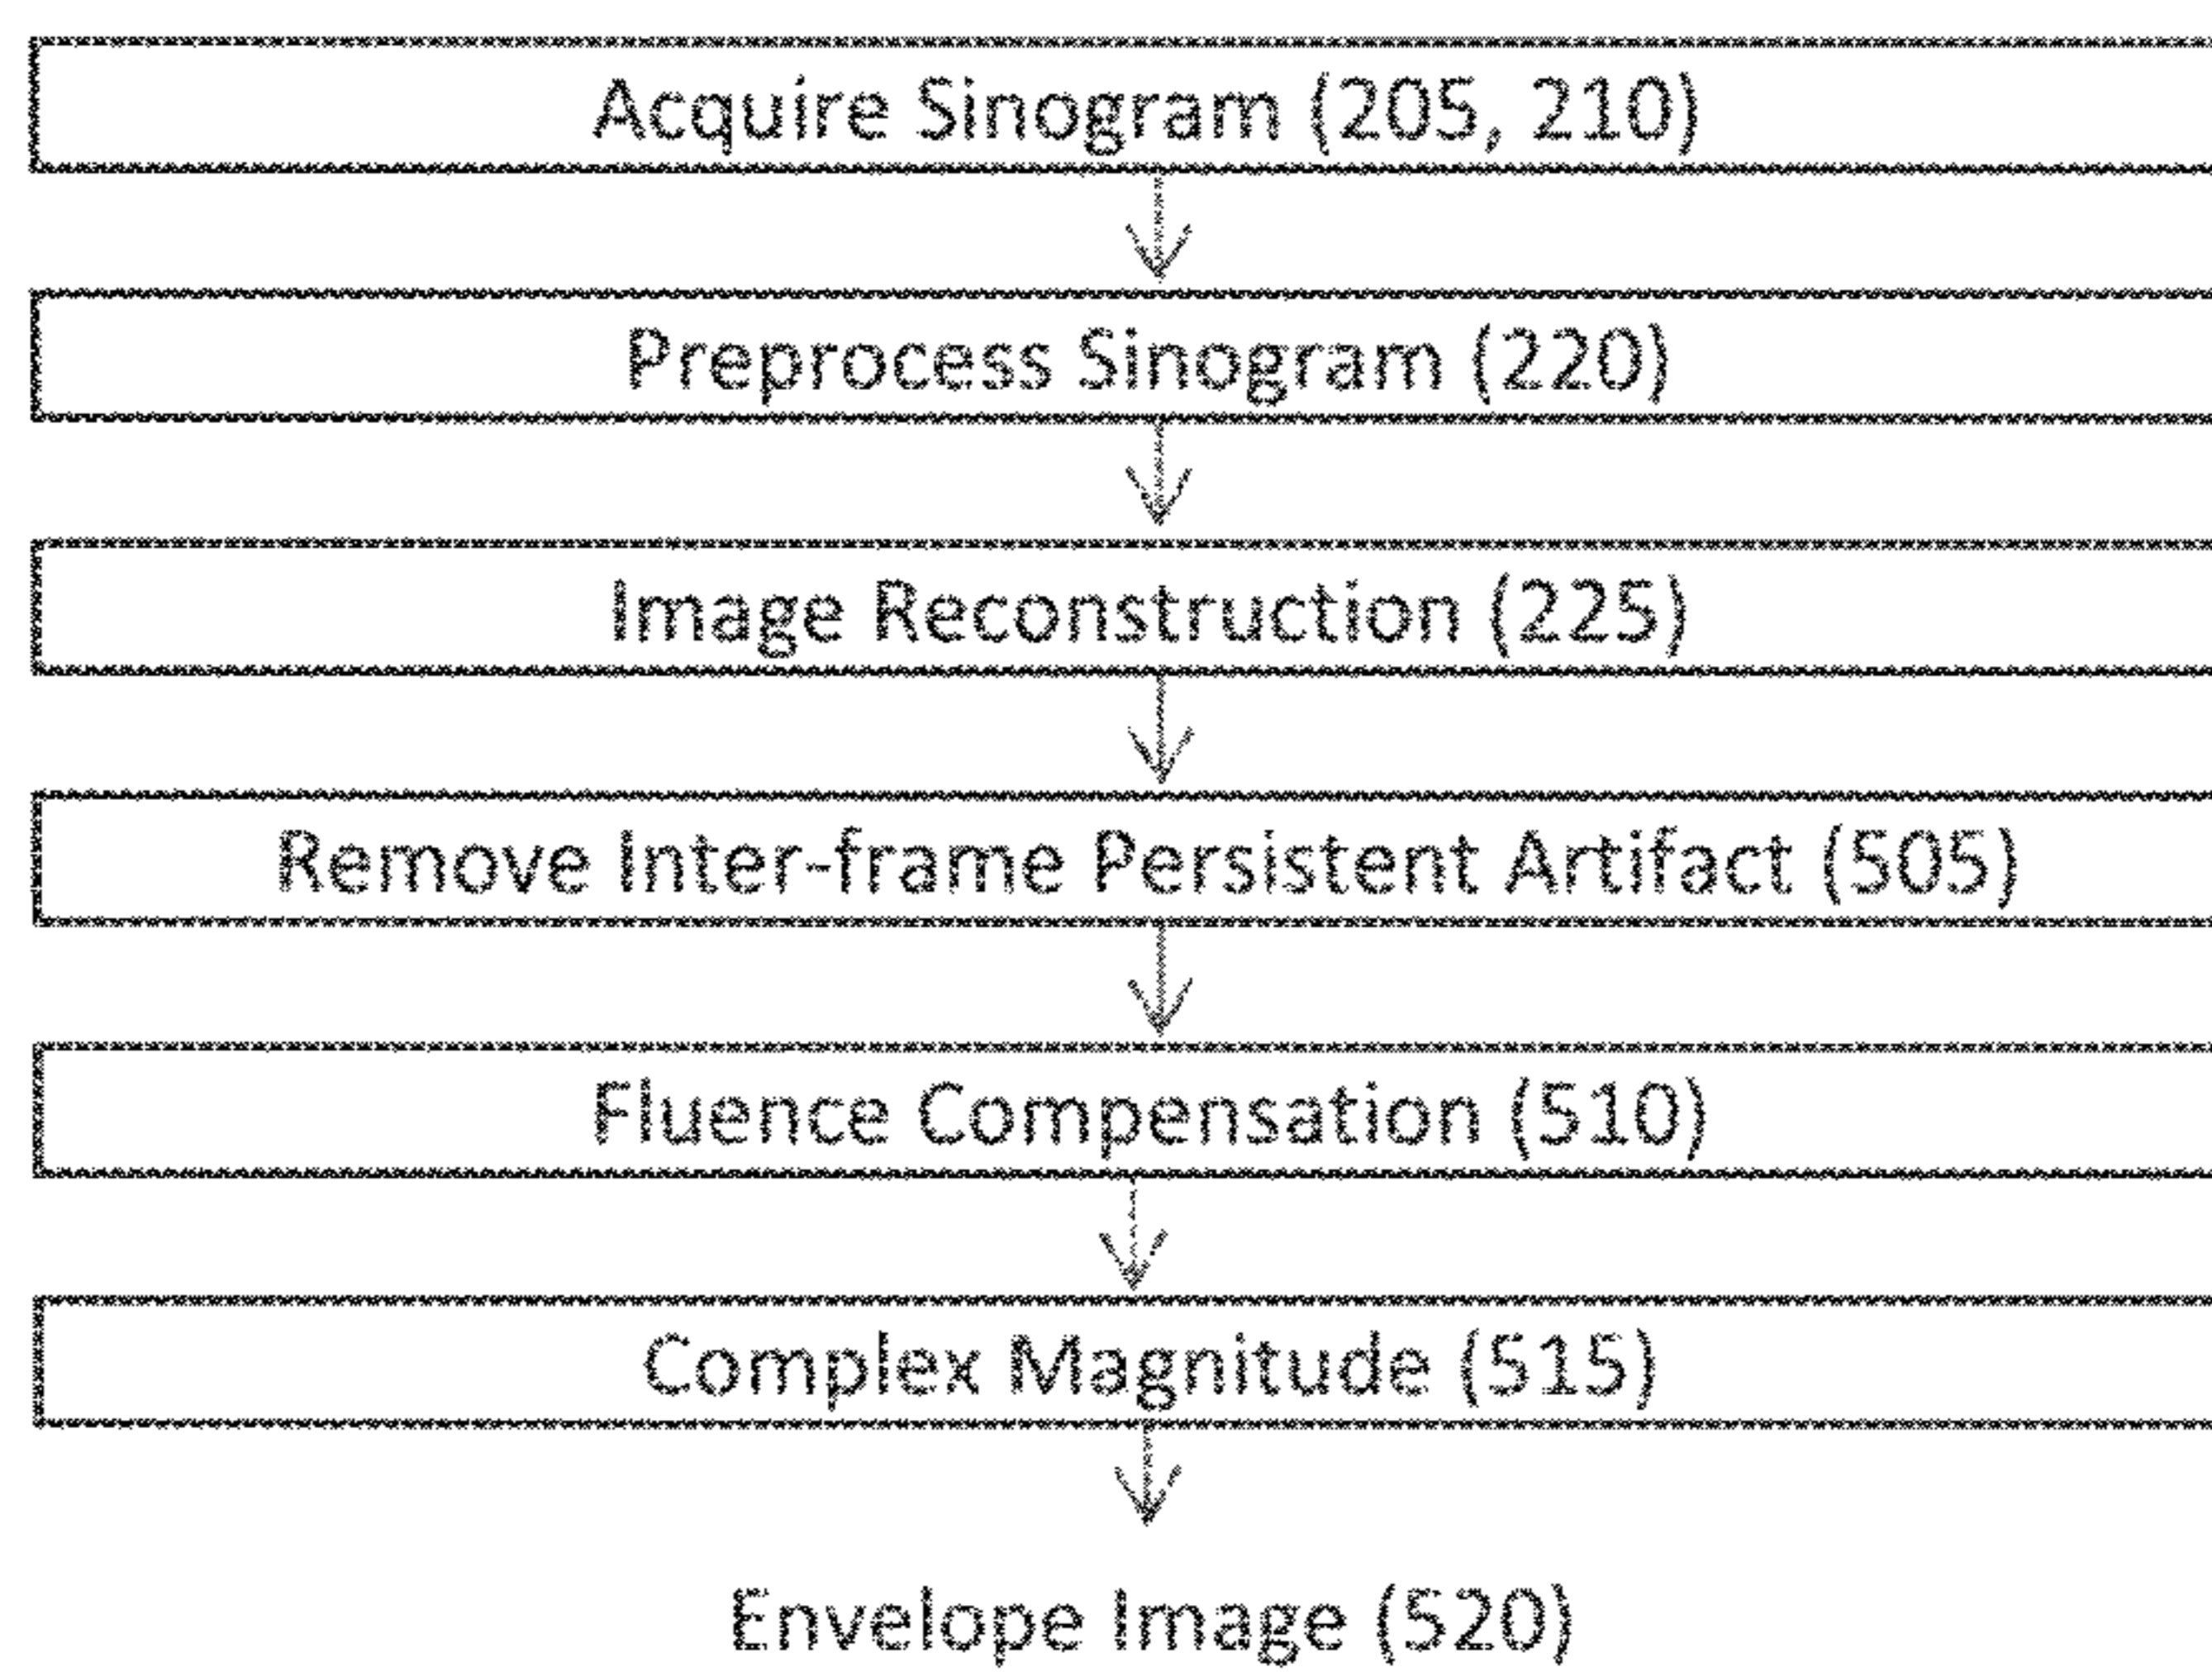 Acquire Sinogram (205, 210)
Preprocess Sinogram (220)
Image Reconstruction (225)
Remove Inter-frame Persistent Artifact (505)
Fluence Compensation (510)
Complex Magnitude (515)
Envelope Image (520)